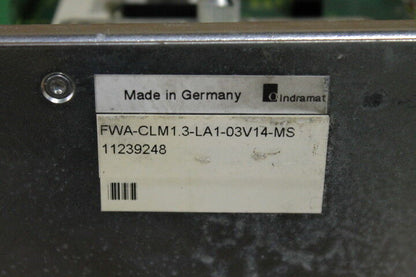 Made in Germany Indramat
FWA-CLM1.3-LA1-03V14-MS
11239248